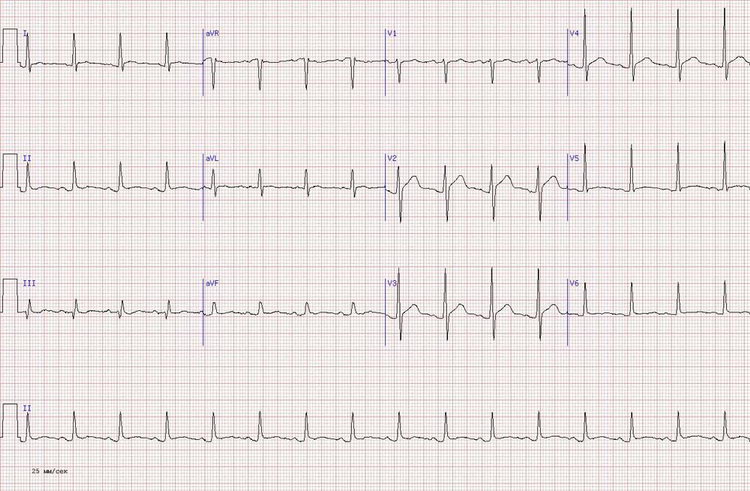 I aVR V1 V4
II aVL V2 V5
III aVF V3 V6
II
25 мм/сек